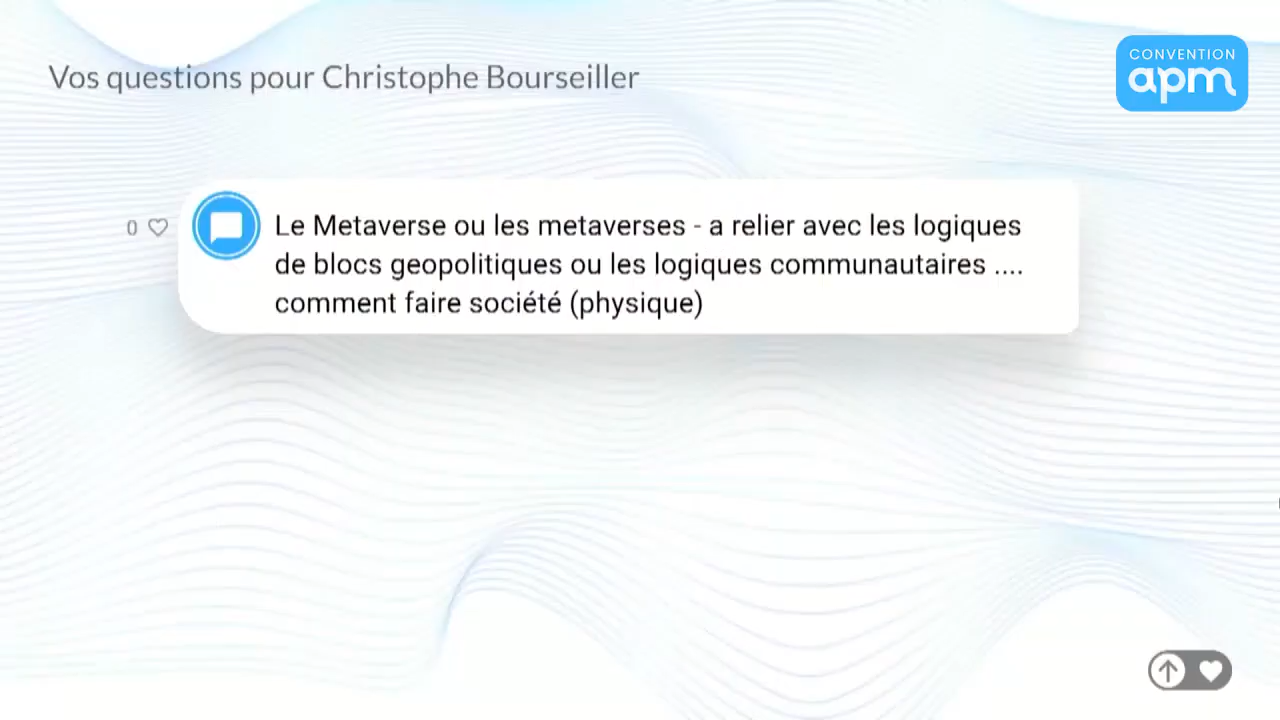 Vos questions pour Christophe Bourseiller
CONVENTION
apm
0
Le Metaverse ou les metaverses - a relier avec les logiques
de blocs geopolitiques ou les logiques communautaires ....
comment faire société (physique)